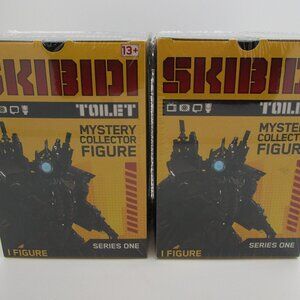 13+
SKIBIDI
TOILET
MYSTERY
COLLECTOR
FIGURE
SERIES ONE
1 FIGURE
SKIBIDI
TOILET
MYSTERY
COLLECTOR
FIGURE
SERIES ONE
1 FIGURE